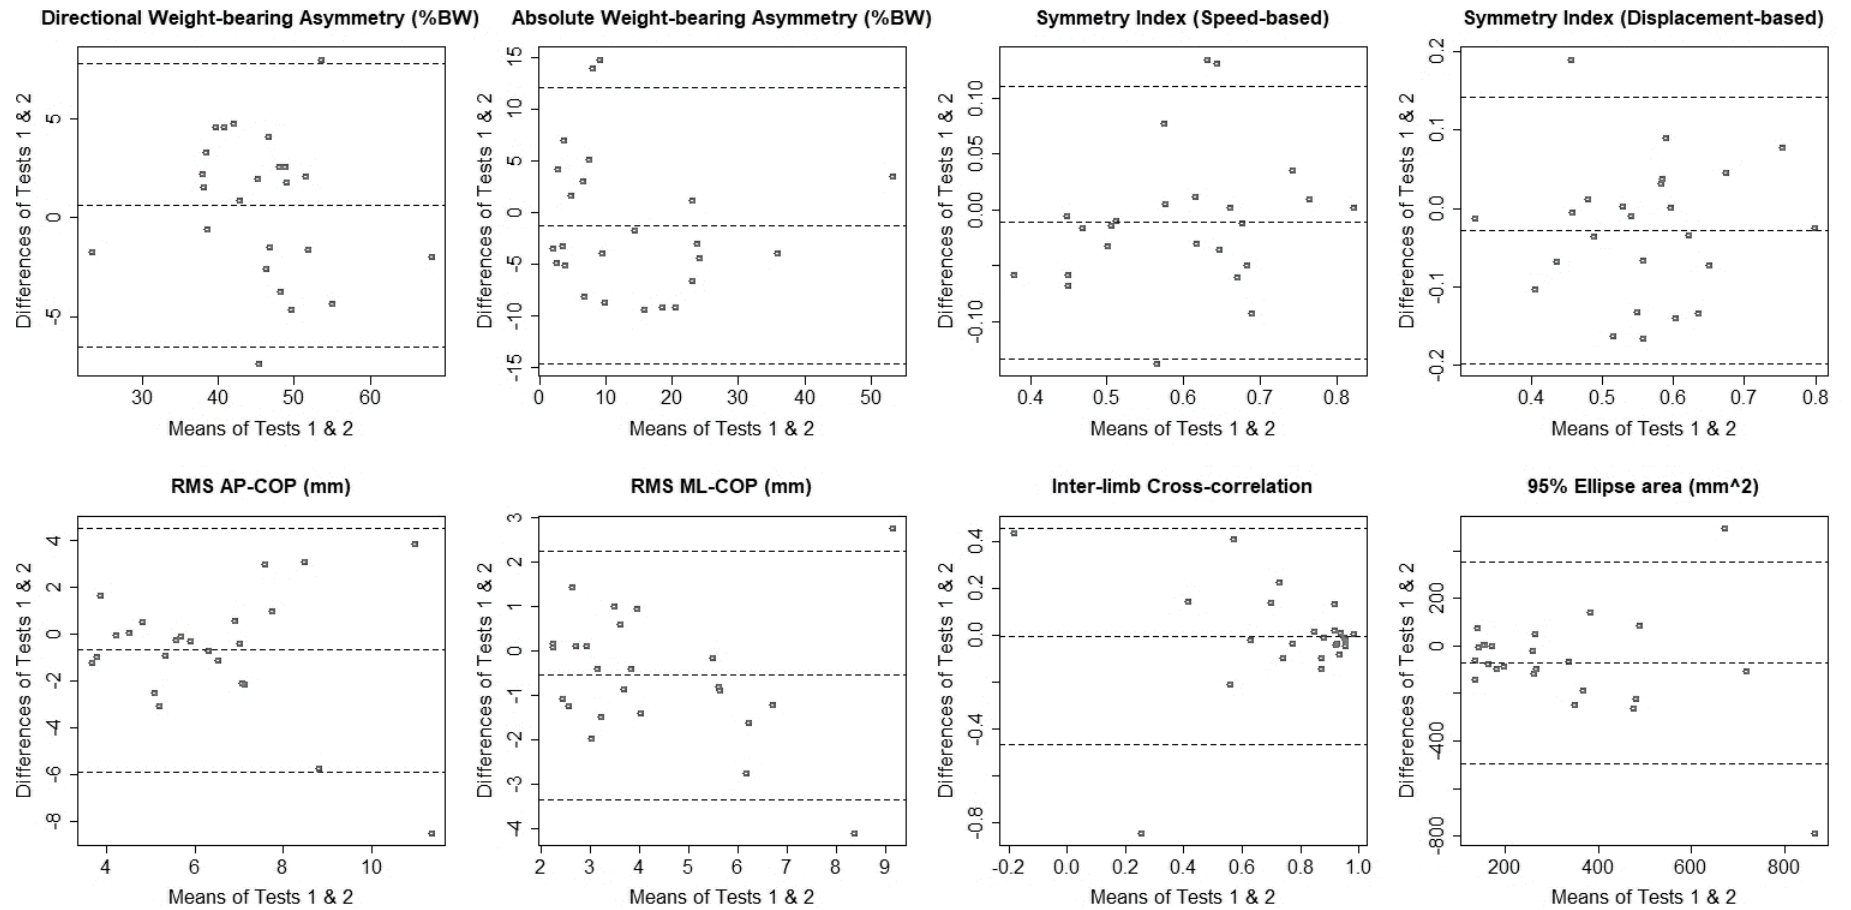 Directional Weight-bearing Asymmetry (%BW)
Absolute Weight-bearing Asymmetry (%BW)
Symmetry Index (Speed-based)
Symmetry Index (Displacement-based)
Differences of Tests 1 & 2
5
0
-5
30 40 50 60
Means of Tests 1 & 2
Differences of Tests 1 & 2
15
10
5
0
-5
-10
-15
0 10 20 30 40 50
Means of Tests 1 & 2
Differences of Tests 1 & 2
0.10
0.05
0.00
-0.10
0.4 0.5 0.6 0.7 0.8
Means of Tests 1 & 2
Differences of Tests 1 & 2
0.2
0.1
0.0
-0.1
-0.2
0.4 0.5 0.6 0.7 0.8
Means of Tests 1 & 2
RMS AP-COP (mm)
RMS ML-COP (mm)
Inter-limb Cross-correlation
95% Ellipse area (mm^2)
Differences of Tests 1 & 2
4
2
0
-2
-4
-6
-8
4 6 8 10
Means of Tests 1 & 2
Differences of Tests 1 & 2
3
2
1
0
-1
-2
-3
-4
2 3 4 5 6 7 8 9
Means of Tests 1 & 2
Differences of Tests 1 & 2
0.4
0.2
0.0
-0.4
-0.8
-0.2 0.0 0.2 0.4 0.6 0.8 1.0
Means of Tests 1 & 2
Differences of Tests 1 & 2
200
0
-400
-800
200 400 600 800
Means of Tests 1 & 2